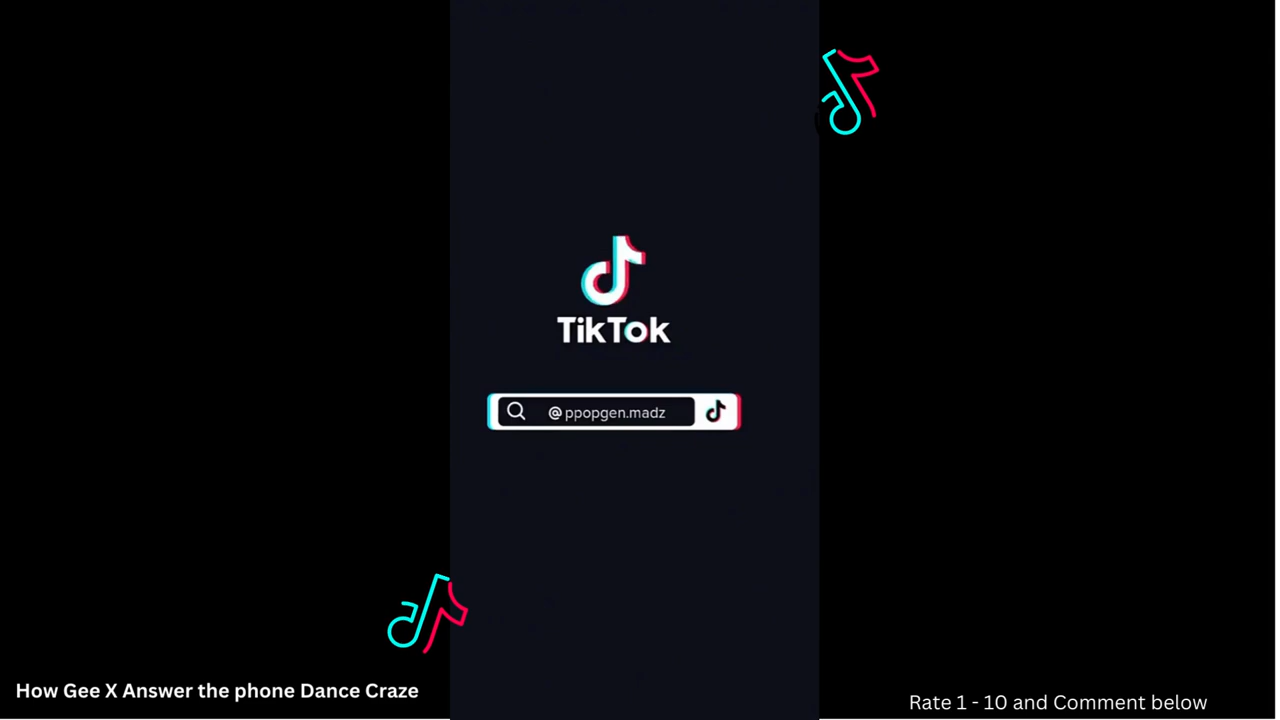 TikTok
@ppopgen.madz
How Gee X Answer the phone Dance Craze
Rate 1 - 10 and Comment below